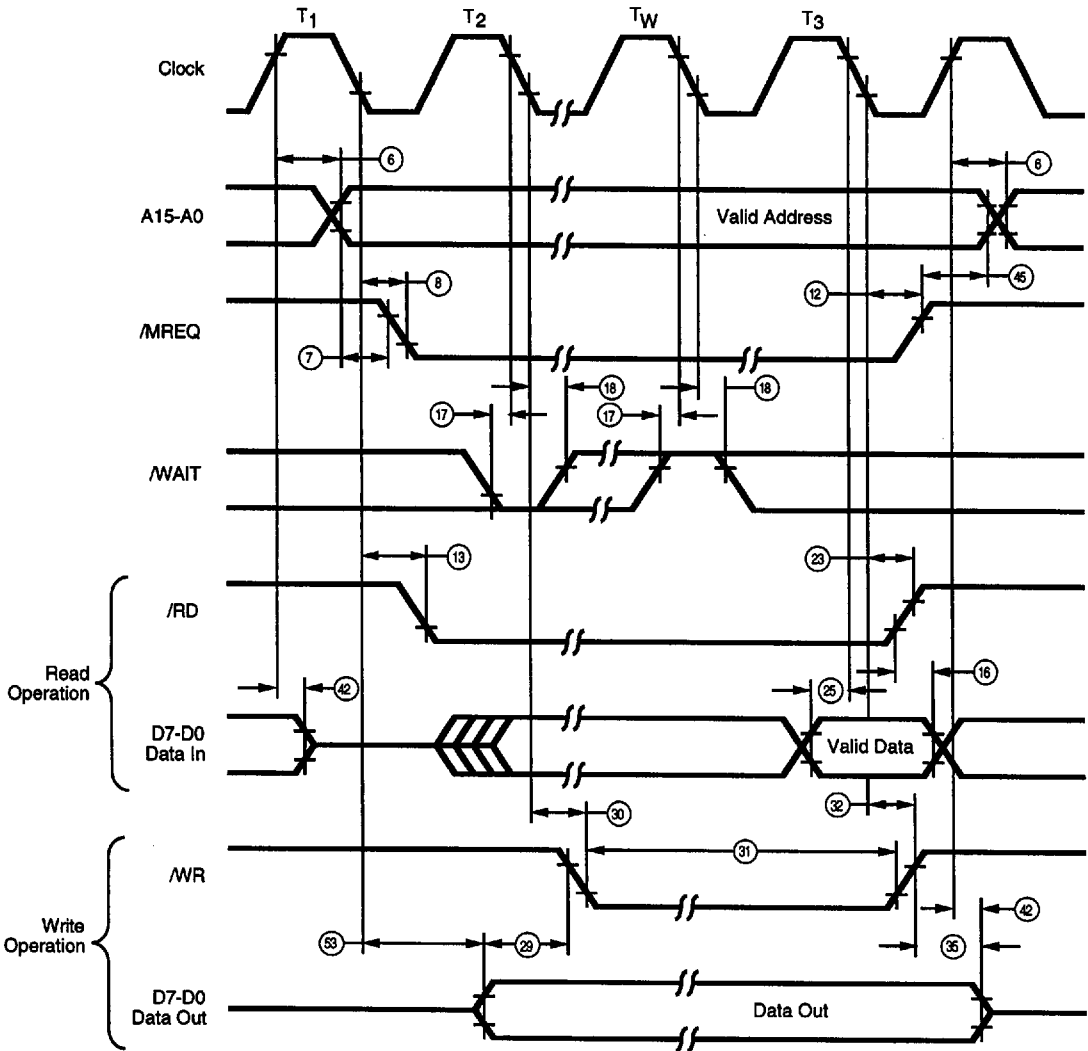 T1 T2 TW T3
Clock
6 6
A15-A0 Valid Address
8 12 45
/MREQ
7
18 18
17 17
/WAIT
13 23
/RD
Read
Operation
42 25 16
D7-D0
Data In
Valid Data
30 32
31
/WR
42
Write
Operation
53 29 35
D7-D0
Data Out
Data Out